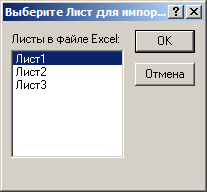 Выберите Лист для импор...
Листы в файле Excel:
OK
Лист1
Отмена
Лист2
Лист3